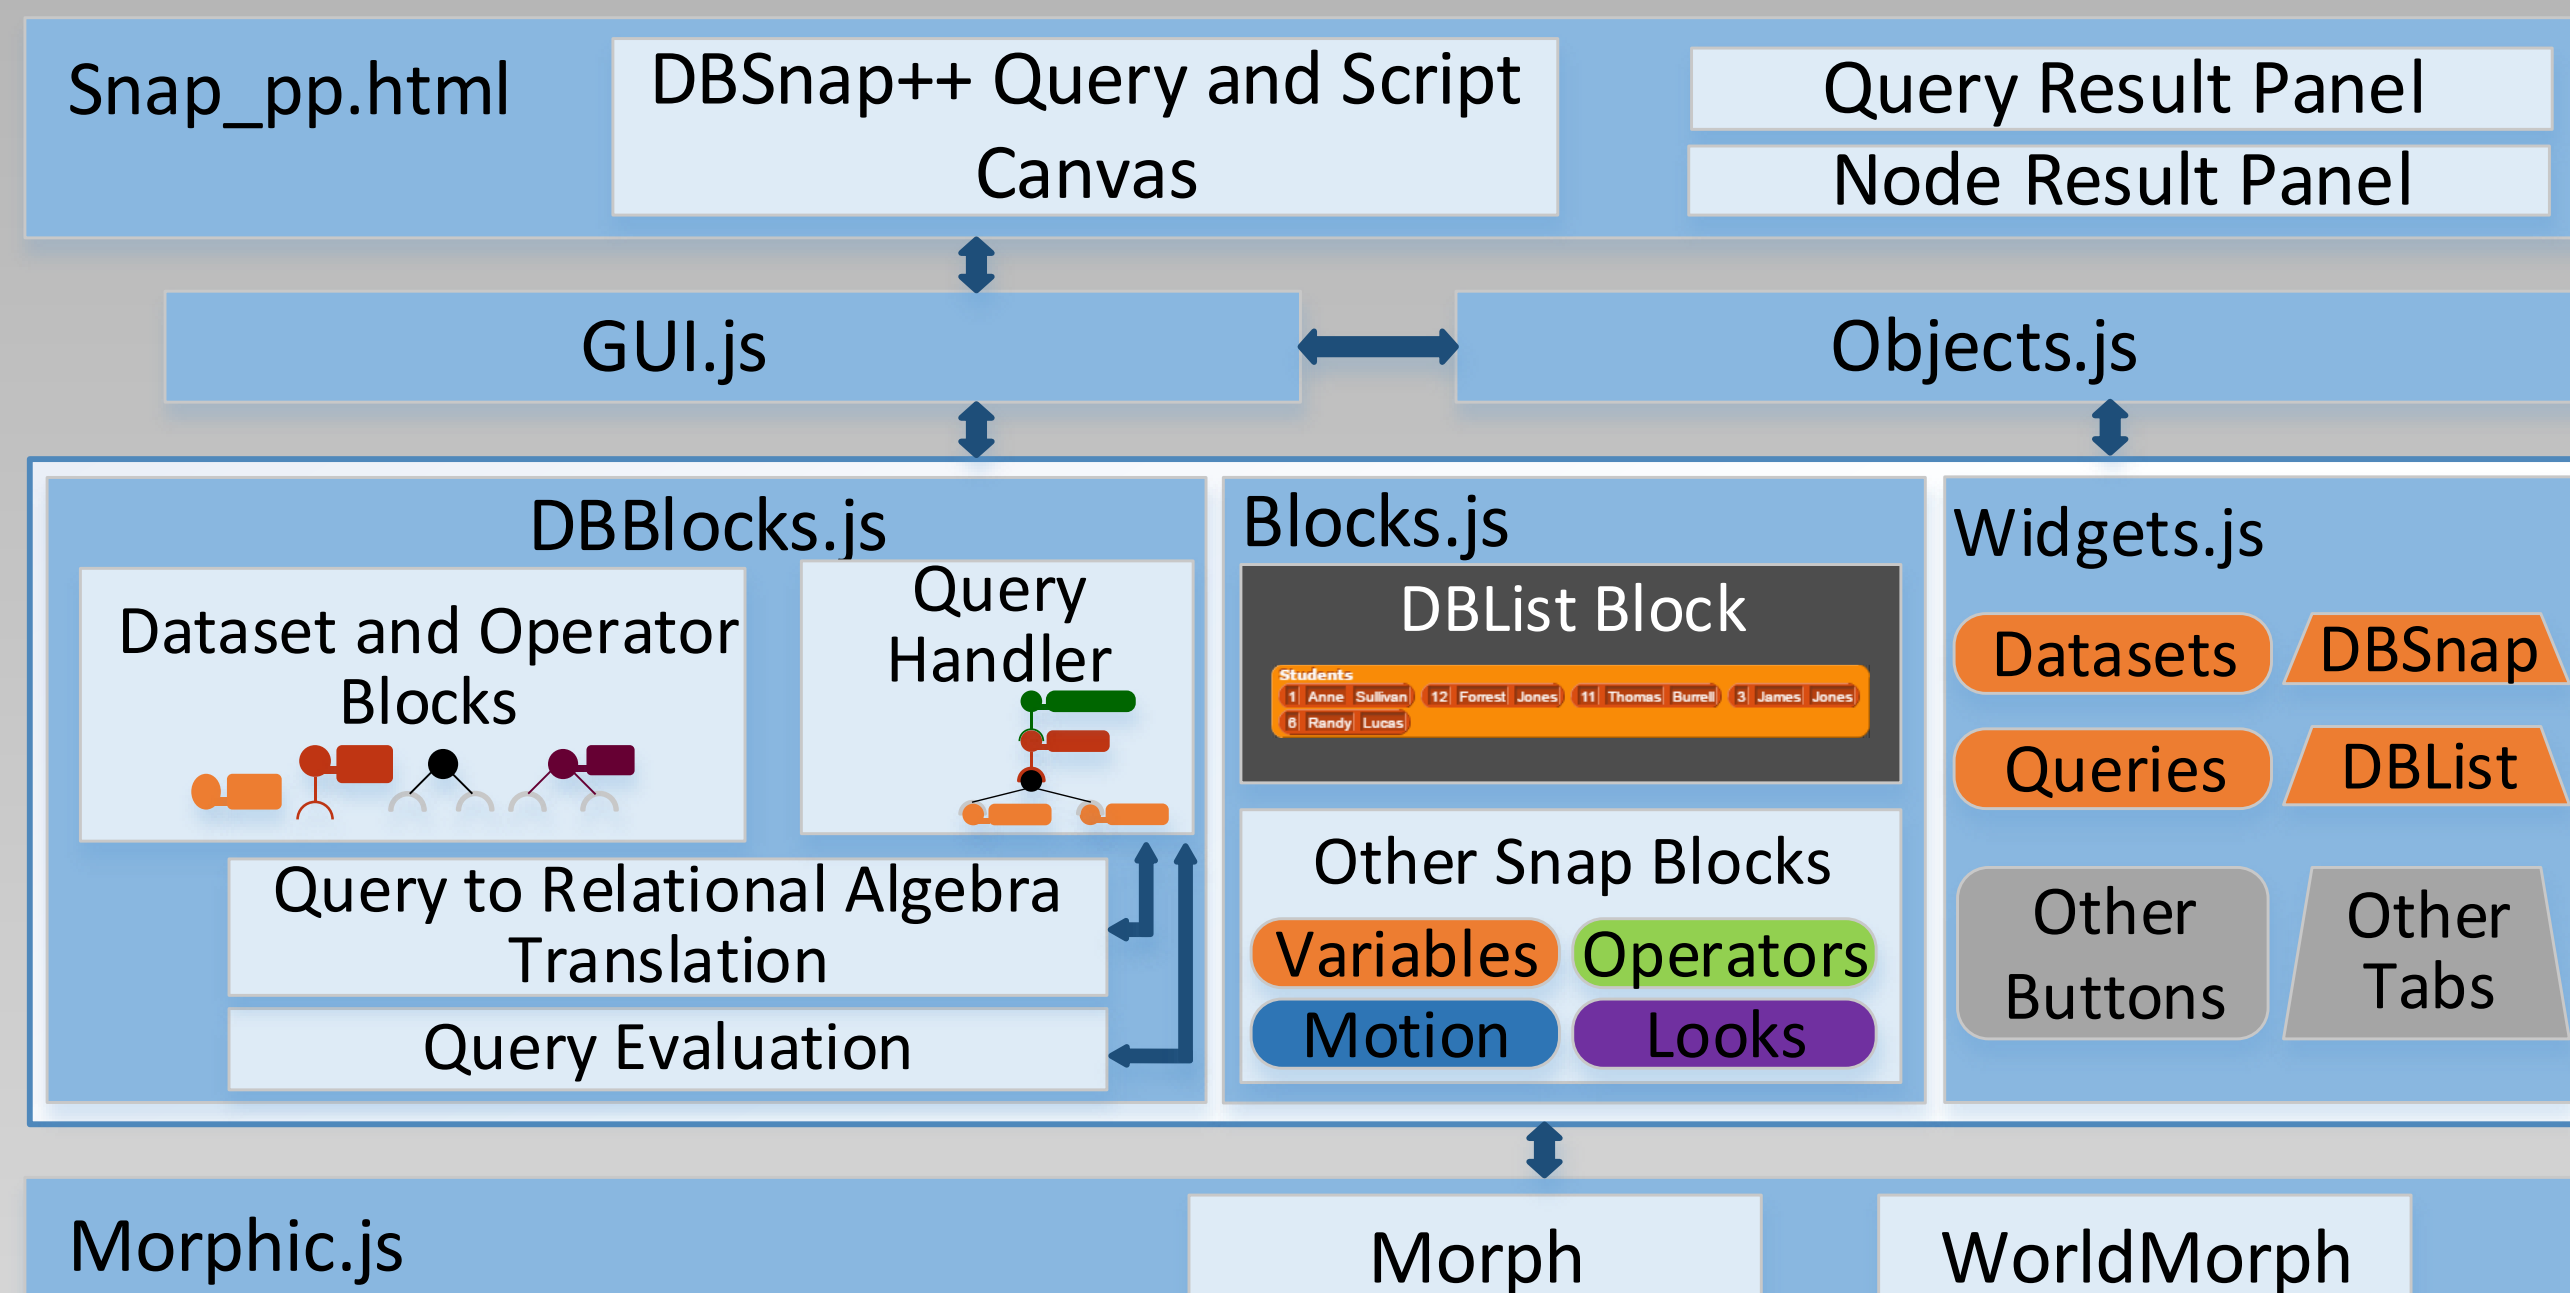 Snap_pp.html
DBSnap++ Query and Script
Canvas
Query Result Panel
Node Result Panel
GUI.js
Objects.js
DBBlocks.js
Dataset and Operator
Blocks
Query
Handler
Query to Relational Algebra
Translation
Query Evaluation
Blocks.js
DBList Block
Students
1 Anne Sullivan 12 Forrest Jones 11 Thomas Burrell 3 James Jones
6 Randy Lucas
Other Snap Blocks
Variables Operators
Motion Looks
Widgets.js
Datasets DBSnap
Queries DBList
Other
Buttons
Other
Tabs
Morphic.js
Morph
WorldMorph